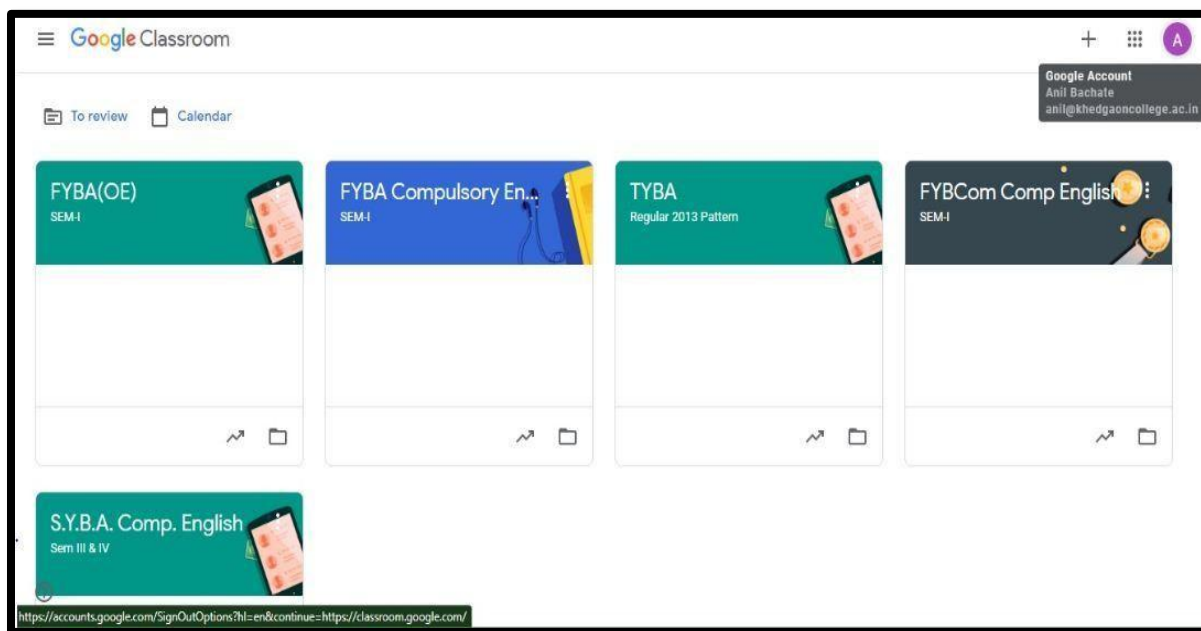 Google Classroom
A
Google Account
Anil Bachate
anil@khedgaoncollege.ac.in
To review
Calendar
FYBA(OE)
SEM-I
FYBA Compulsory En...
SEM-I
TYBA
Regular 2013 Pattern
FYBCom Comp English
SEM-I
S.Y.B.A. Comp. English
Sem III & IV
https://accounts.google.com/SignOutOptions?hl=en&continue=https://classroom.google.com/